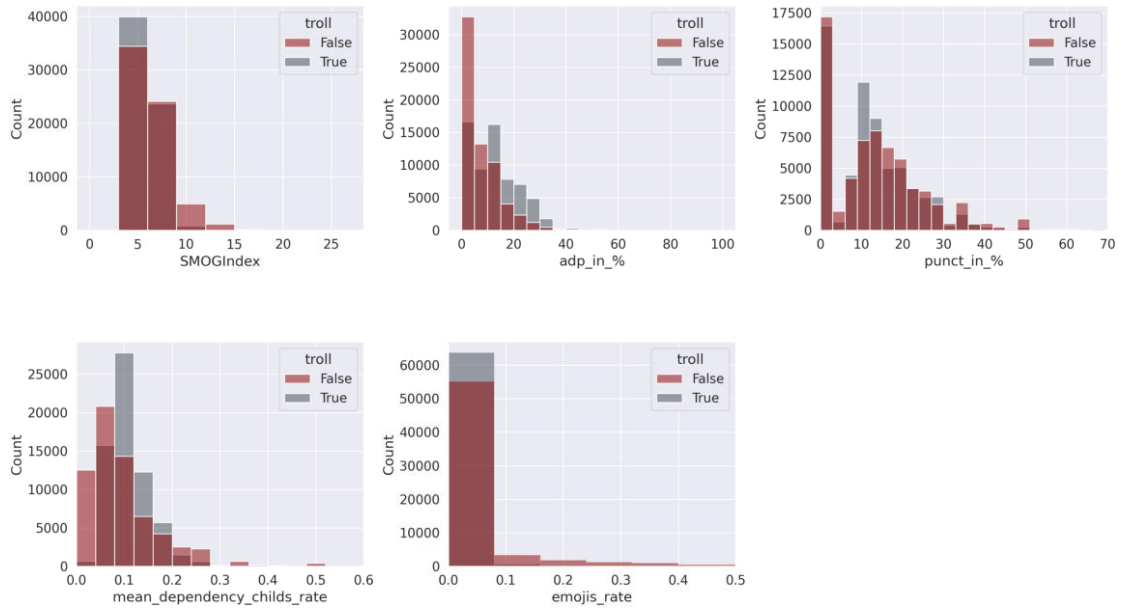 troll
False
True
40000
30000
20000
10000
0
Count
0 5 10 15 20 25
SMOGIndex
troll
False
True
30000
25000
20000
15000
10000
5000
0
Count
0 20 40 60 80 100
adp_in_%
troll
False
True
17500
15000
12500
10000
7500
5000
2500
0
Count
0 10 20 30 40 50 60 70
punct_in_%
troll
False
True
25000
20000
15000
10000
5000
0
Count
0.0 0.1 0.2 0.3 0.4 0.5 0.6
mean_dependency_childs_rate
troll
False
True
60000
50000
40000
30000
20000
10000
0
Count
0.0 0.1 0.2 0.3 0.4 0.5
emojis_rate